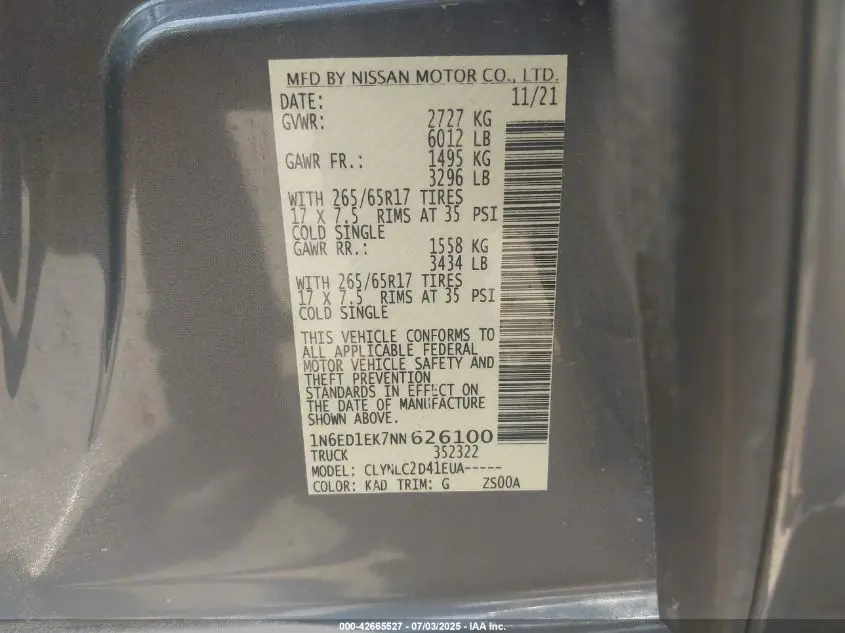 MFD BY NISSAN MOTOR CO., LTD.
DATE: 11/21
GVWR: 2727 KG
6012 LB
GAWR FR.: 1495 KG
3296 LB
WITH 265/65R17 TIRES
17 X 7.5 RIMS AT 35 PSI
COLD SINGLE
GAWR RR.: 1558 KG
3434 LB
WITH 265/65R17 TIRES
17 X 7.5 RIMS AT 35 PSI
COLD SINGLE
THIS VEHICLE CONFORMS TO
ALL APPLICABLE FEDERAL
MOTOR VEHICLE SAFETY AND
THEFT PREVENTION
STANDARDS IN EFFECT ON
THE DATE OF MANUFACTURE
SHOWN ABOVE.
1N6ED1EK7NN626100
TRUCK 352322
MODEL: CLYNLC2D41EUA-----
COLOR: KAD TRIM: G ZS00A
000-42665527 - 07/03/2025 - IAA Inc.